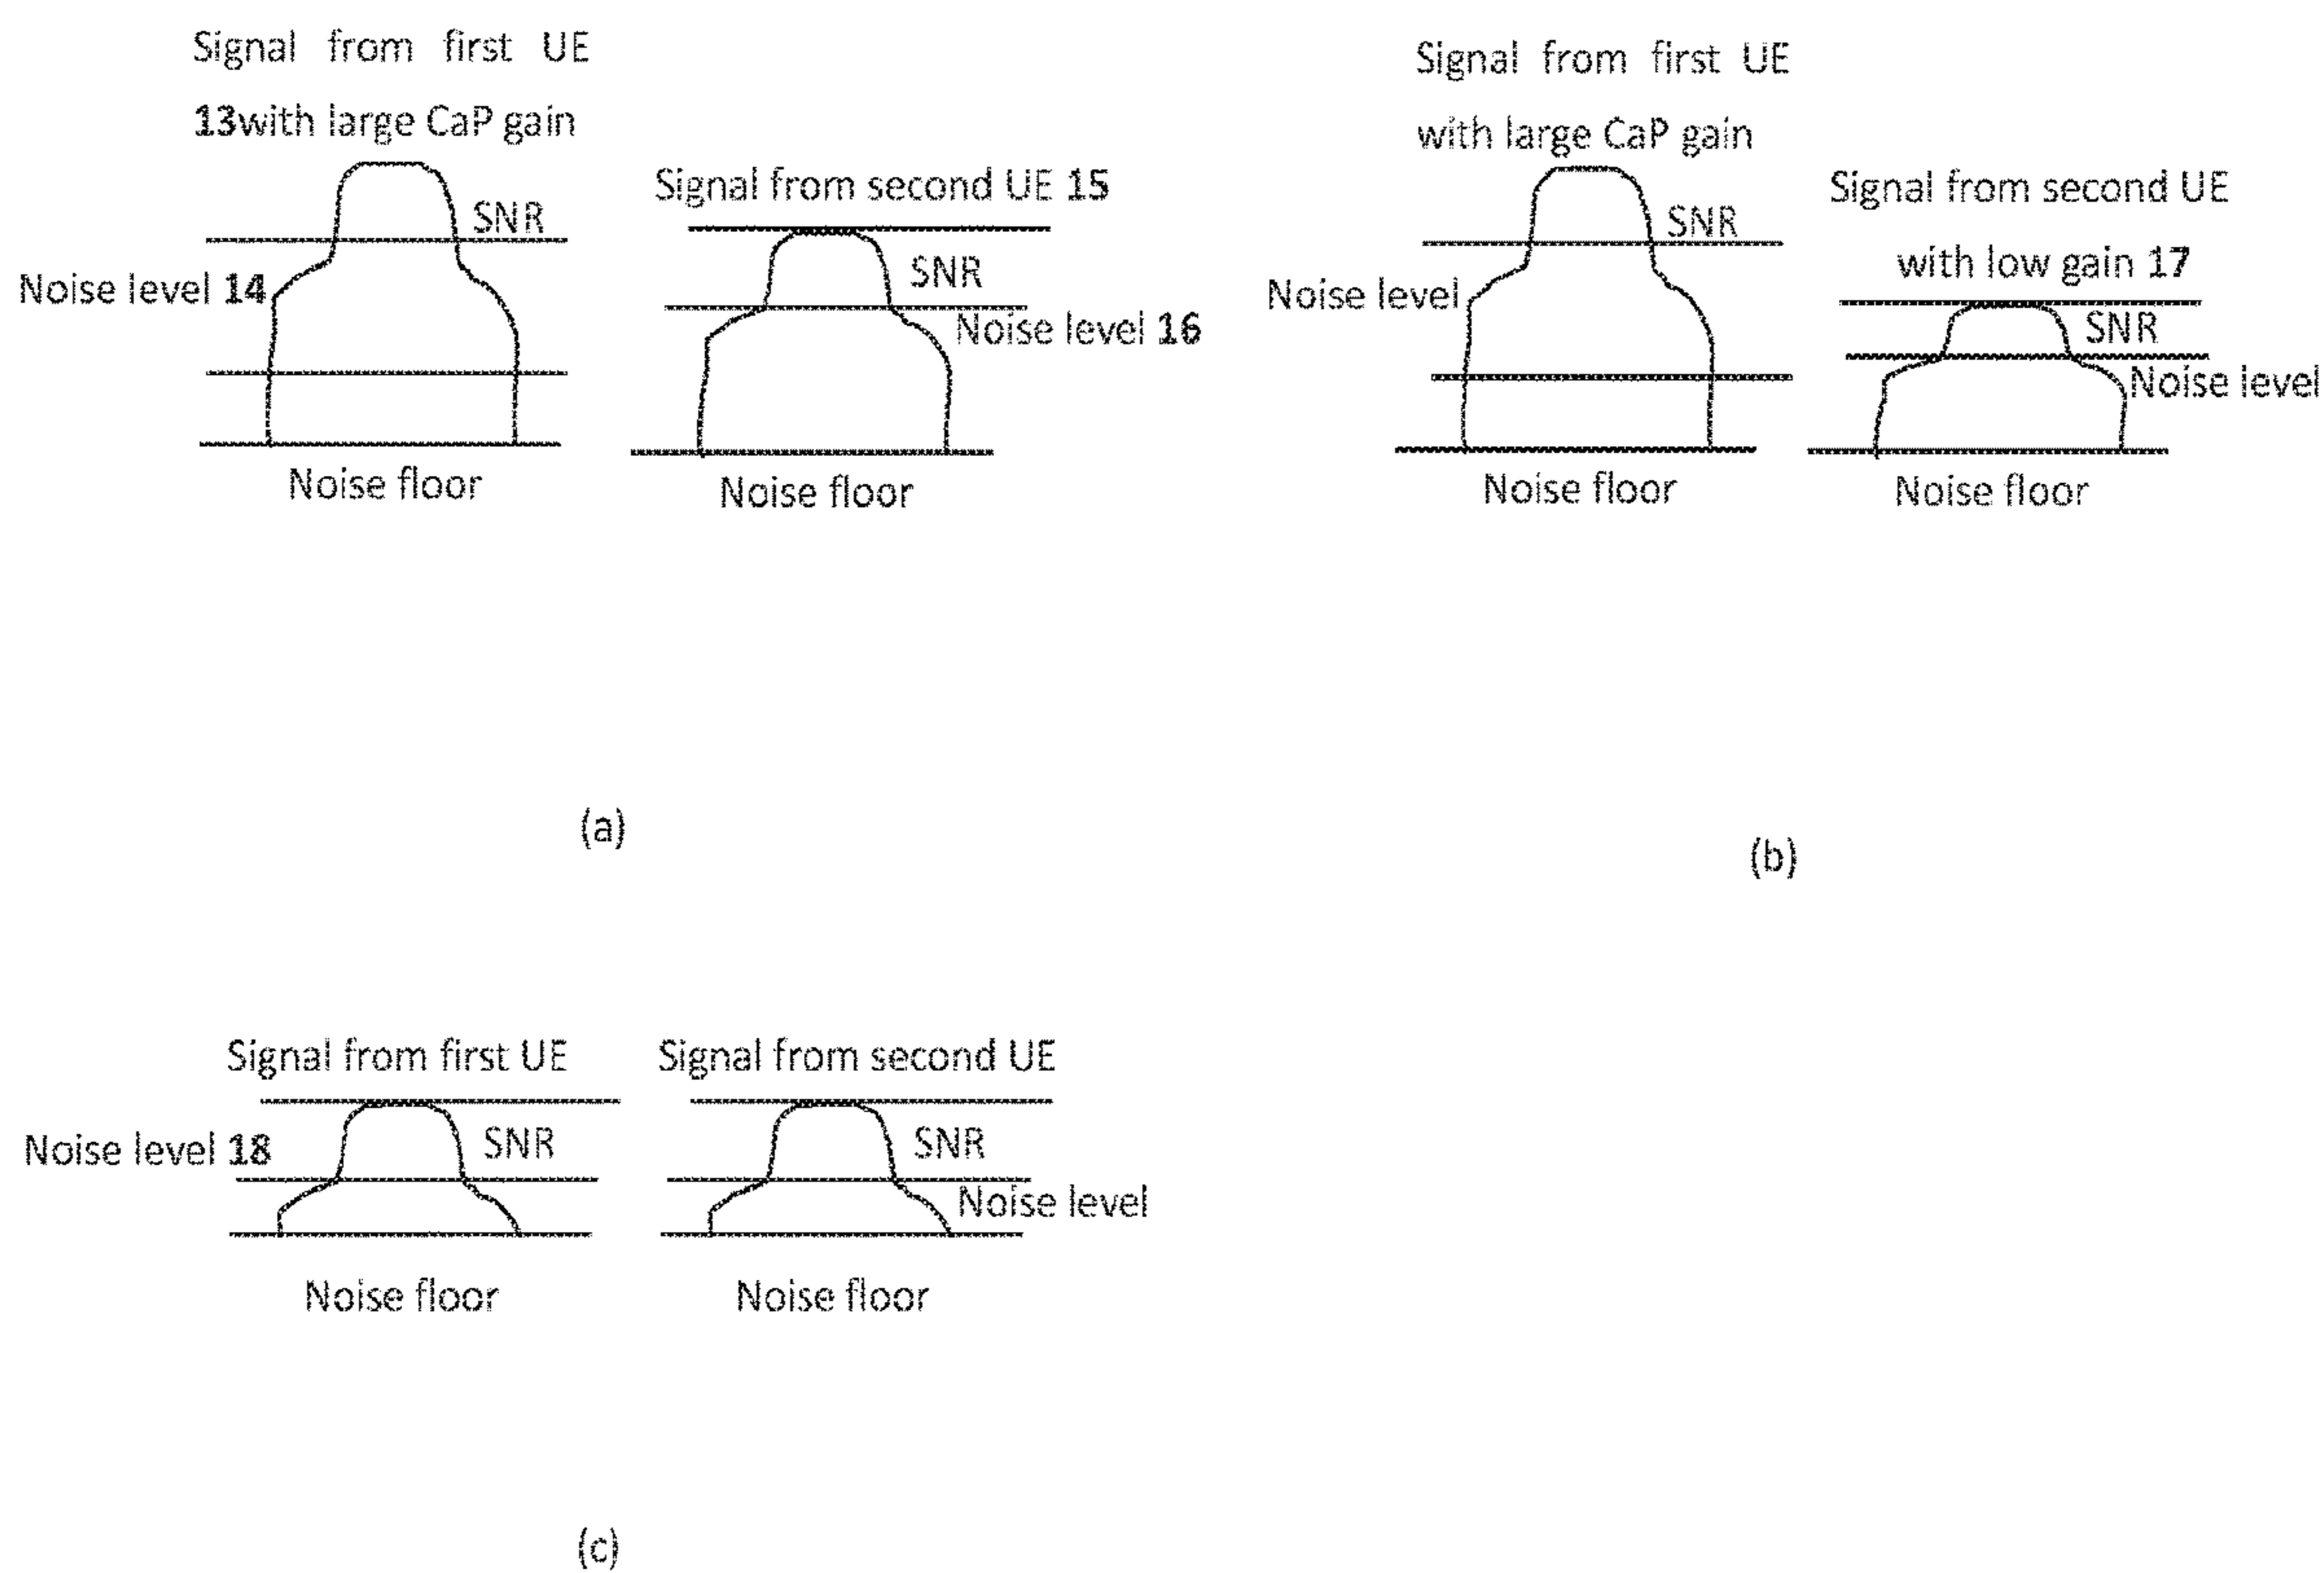 Signal from first UE
13with large CaP gain
SNR
Noise level 14
Noise floor
Signal from second UE 15
SNR
Noise level 16
Noise floor
(a)
Signal from first UE
with large CaP gain
SNR
Noise level
Noise floor
Signal from second UE
with low gain 17
SNR
Noise level
Noise floor
(b)
Signal from first UE
Noise level 18
SNR
Noise floor
Signal from second UE
SNR
Noise level
Noise floor
(c)